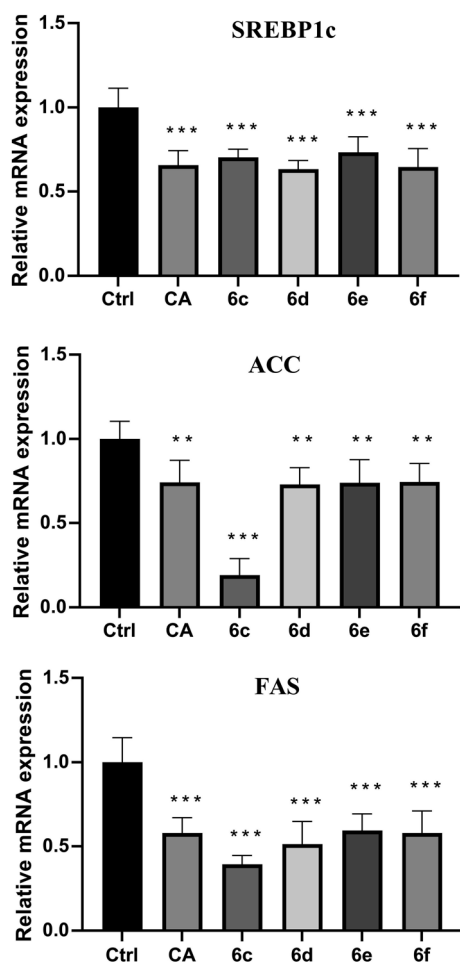 SREBP1c
Relative mRNA expression
1.5
1.0
0.5
0.0
*** *** *** *** ***
Ctrl CA 6c 6d 6e 6f
ACC
Relative mRNA expression
1.5
1.0
0.5
0.0
** *** ** ** **
Ctrl CA 6c 6d 6e 6f
FAS
Relative mRNA expression
1.5
1.0
0.5
0.0
*** *** *** *** ***
Ctrl CA 6c 6d 6e 6f